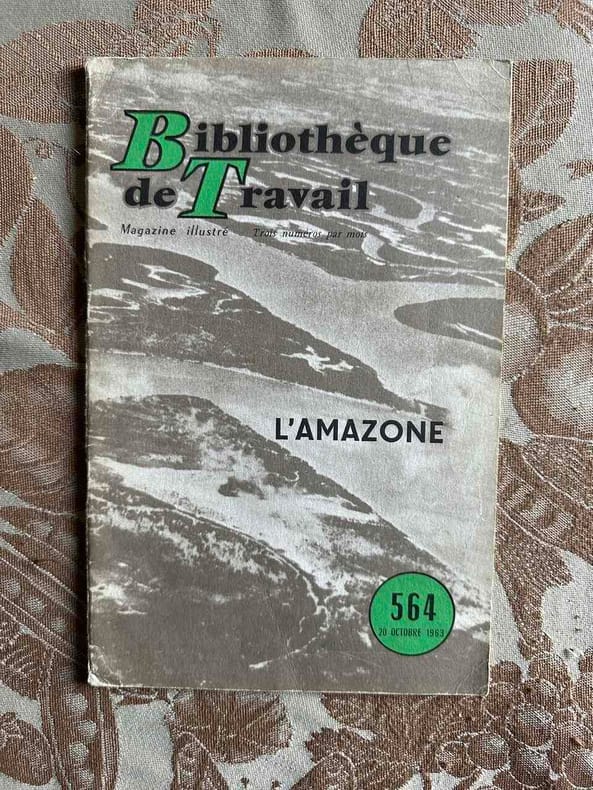 Bibliothèque
de Travail
Magazine illustré Trois numéros par mois
L'AMAZONE
564
20 OCTOBRE 1963